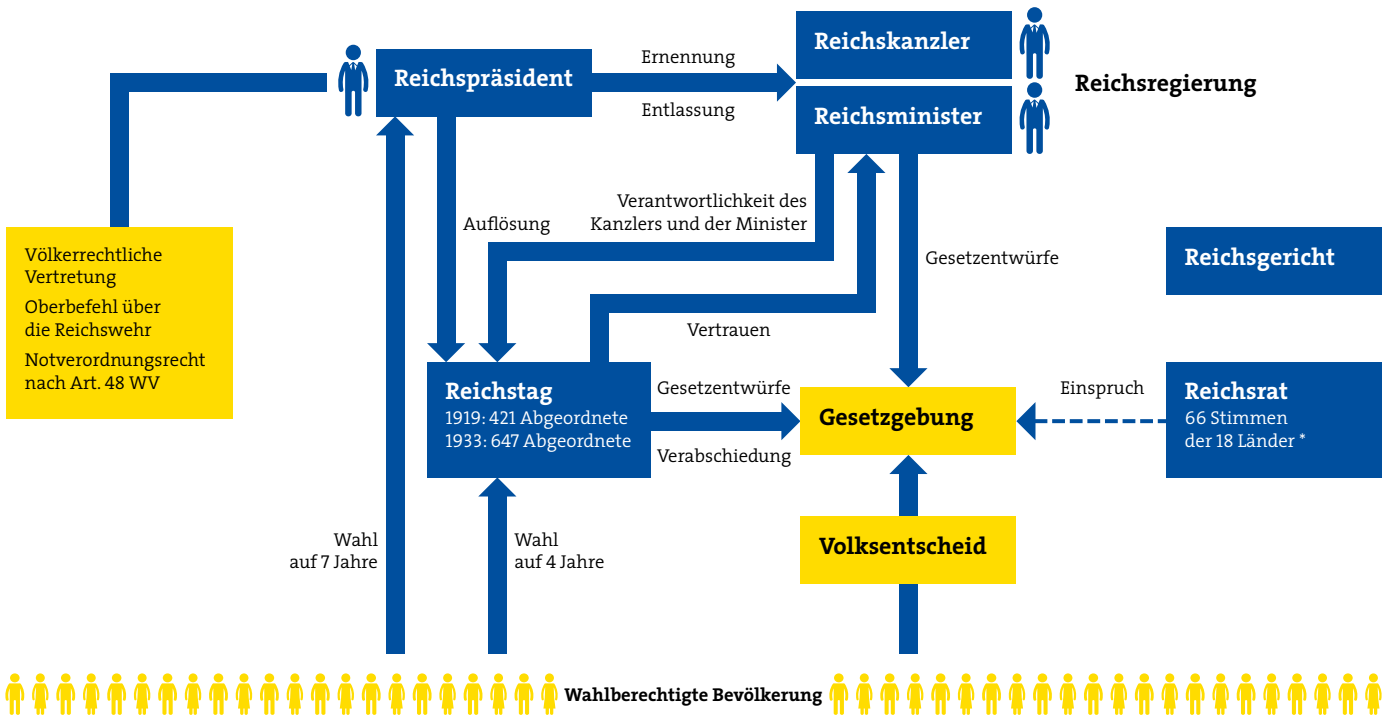 Reichspräsident
Ernennung
Entlassung
Reichskanzler
Reichsminister
Reichsregierung
Auflösung
Verantwortlichkeit des
Kanzlers und der Minister
Gesetzentwürfe
Vertrauen
Völkerrechtliche
Vertretung
Oberbefehl über
die Reichswehr
Notverordnungsrecht
nach Art. 48 WV
Reichsgericht
Reichstag
1919: 421 Abgeordnete
1933: 647 Abgeordnete
Gesetzentwürfe
Verabschiedung
Gesetzgebung
Einspruch
Reichsrat
66 Stimmen
der 18 Länder *
Volksentscheid
Wahl
auf 7 Jahre
Wahl
auf 4 Jahre
Wahlberechtigte Bevölkerung